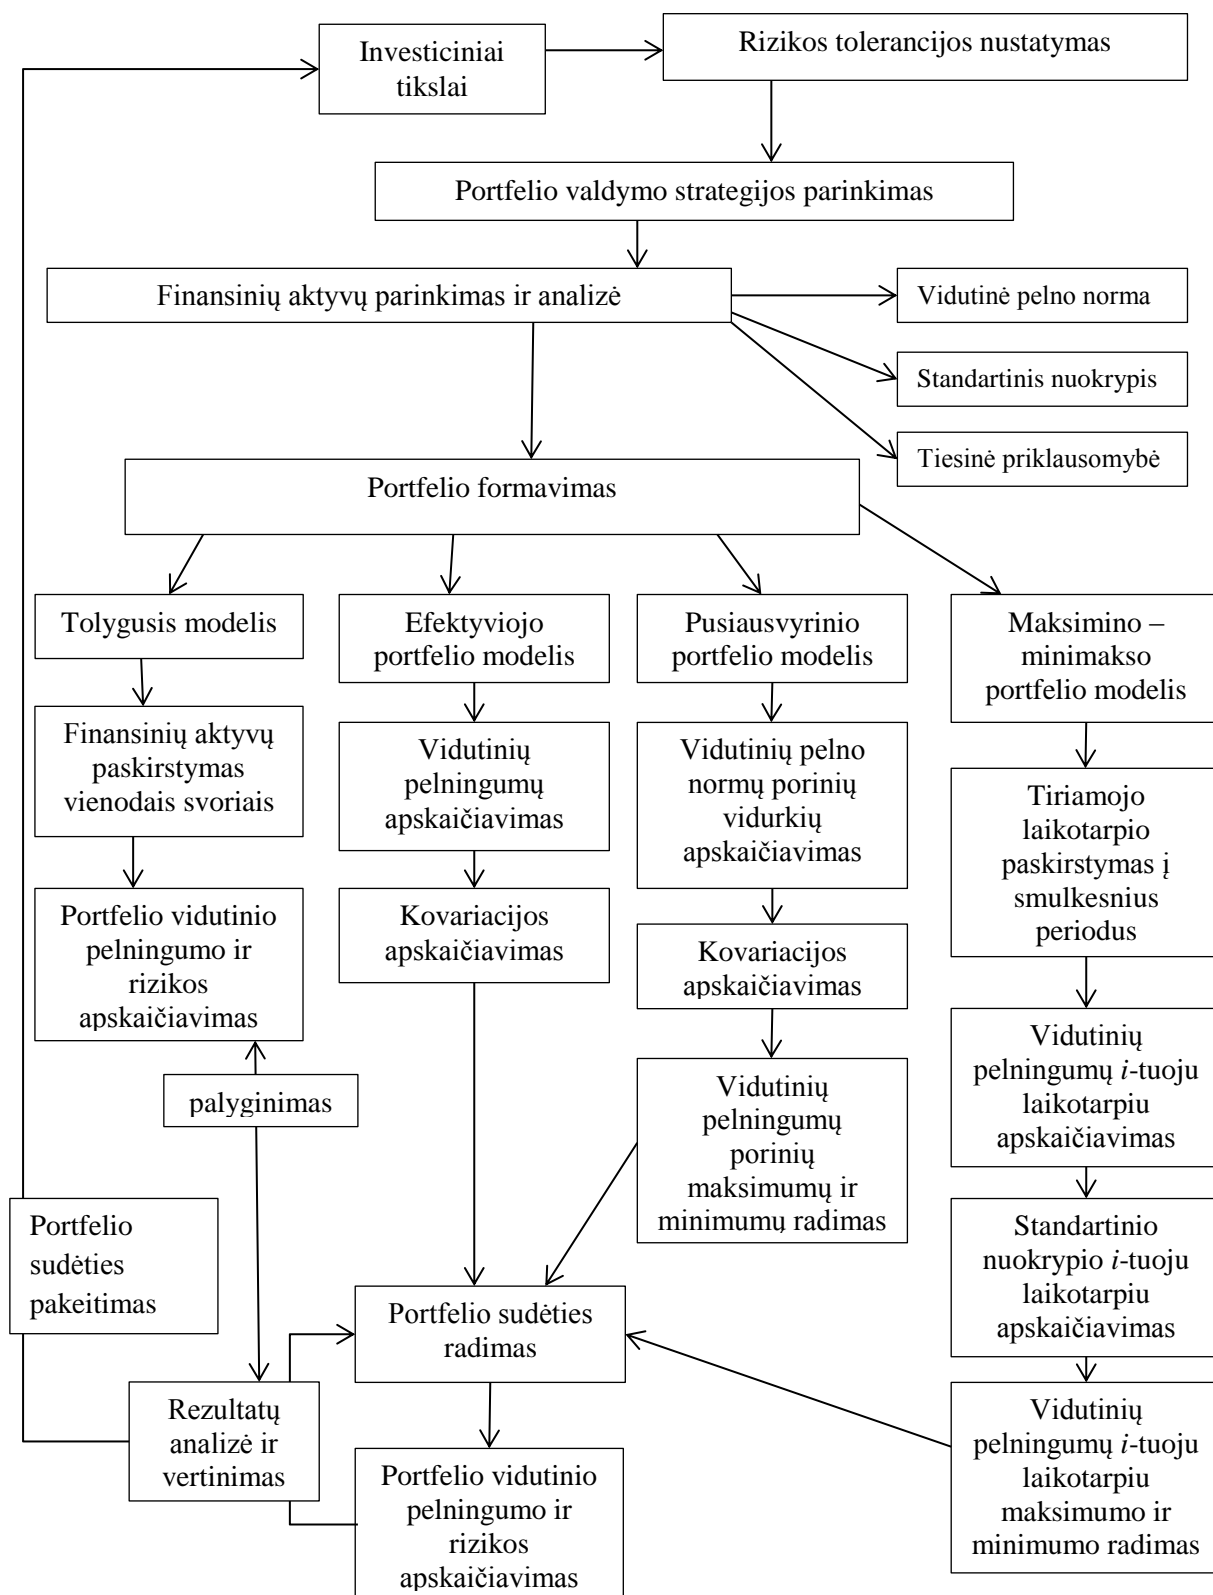 Investiciniai
tikslai
Rizikos tolerancijos nustatymas
Portfelio valdymo strategijos parinkimas
Finansinių aktyvų parinkimas ir analizė
Vidutinė pelno norma
Standartinis nuokrypis
Tiesinė priklausomybė
Portfelio formavimas
Tolygusis modelis
Efektyviojo
portfelio modelis
Pusiausvyrinio
portfelio modelis
Maksimino –
minimakso
portfelio modelis
Finansinių aktyvų
paskirstymas
vienodais svoriais
Vidutinių
pelningumų
apskaičiavimas
Vidutinių pelno
normų porinių
vidurkių
apskaičiavimas
Tiriamojo
laikotarpio
paskirstymas į
smulkesnius
periodus
Portfelio vidutinio
pelningumo ir
rizikos
apskaičiavimas
Kovariacijos
apskaičiavimas
Kovariacijos
apskaičiavimas
Vidutinių
pelningumų i-tuoju
laikotarpiu
apskaičiavimas
palyginimas
Vidutinių
pelningumų
porinių
maksimumų ir
minimumų radimas
Portfelio
sudėties
pakeitimas
Standartinio
nuokrypio i-tuoju
laikotarpiu
apskaičiavimas
Portfelio sudėties
radimas
Rezultatų
analizė ir
vertinimas
Vidutinių
pelningumų i-tuoju
laikotarpiu
maksimumo ir
minimumo radimas
Portfelio vidutinio
pelningumo ir
rizikos
apskaičiavimas